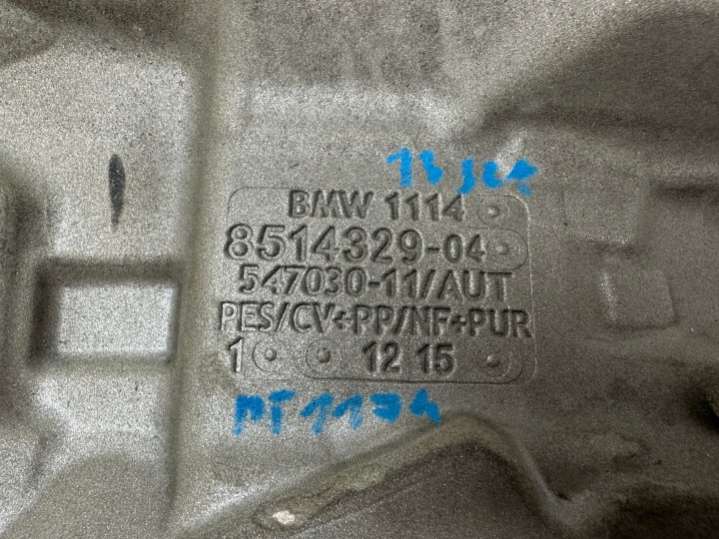 BMW 1114
8514329-04
547030-11/AUT
PES/CV+PP/NF+PUR
1 12 15